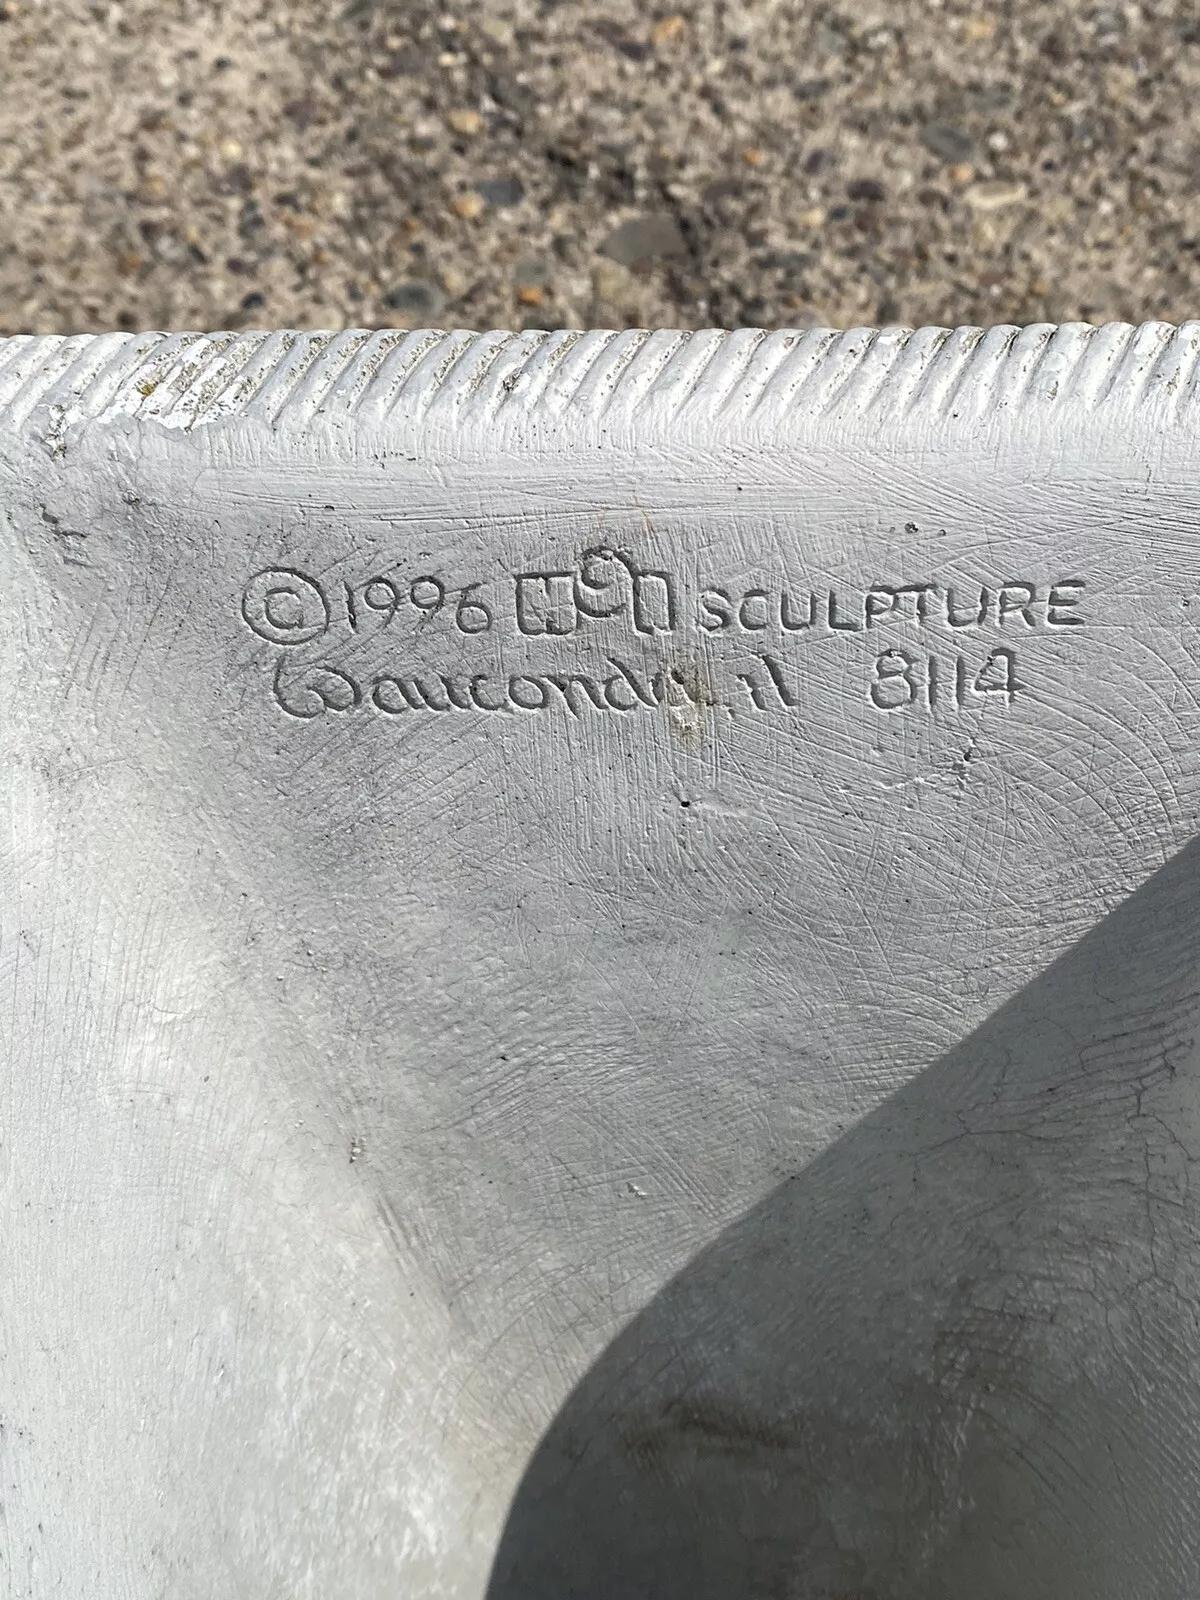 ©1996 SCULPTURE
Wauconda, il 8114